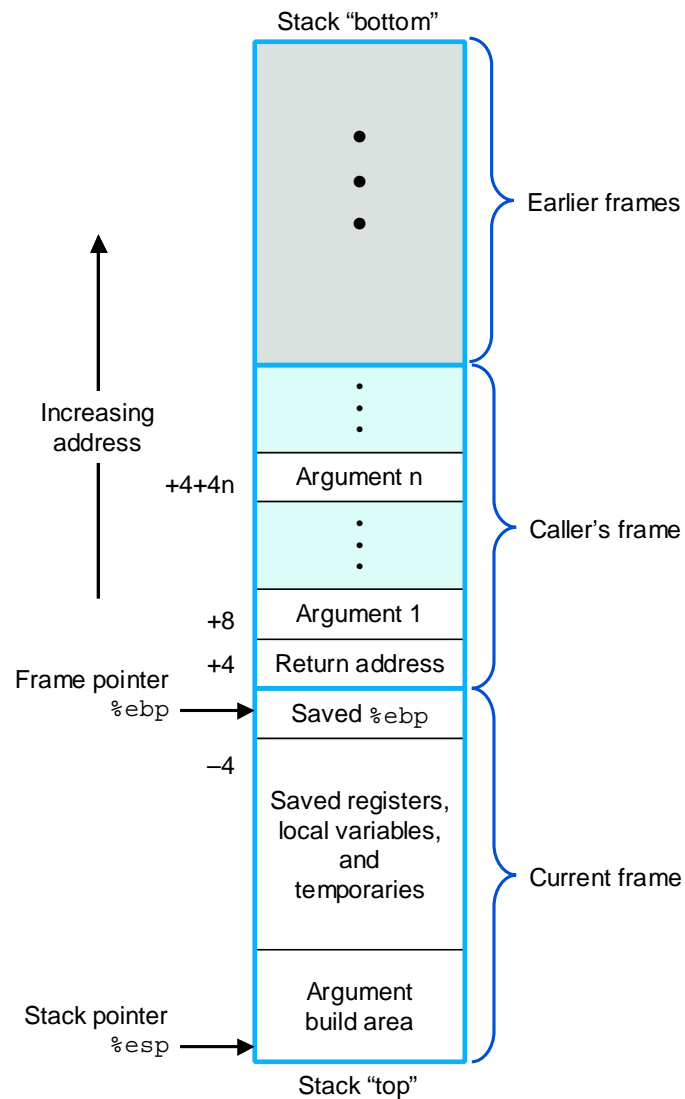 Stack “bottom”
Earlier frames
Increasing
address
+4+4n
Argument n
Caller’s frame
+8
Argument 1
+4
Return address
Frame pointer
%ebp
Saved %ebp
–4
Saved registers,
local variables,
and
temporaries
Current frame
Argument
build area
Stack pointer
%esp
Stack “top”